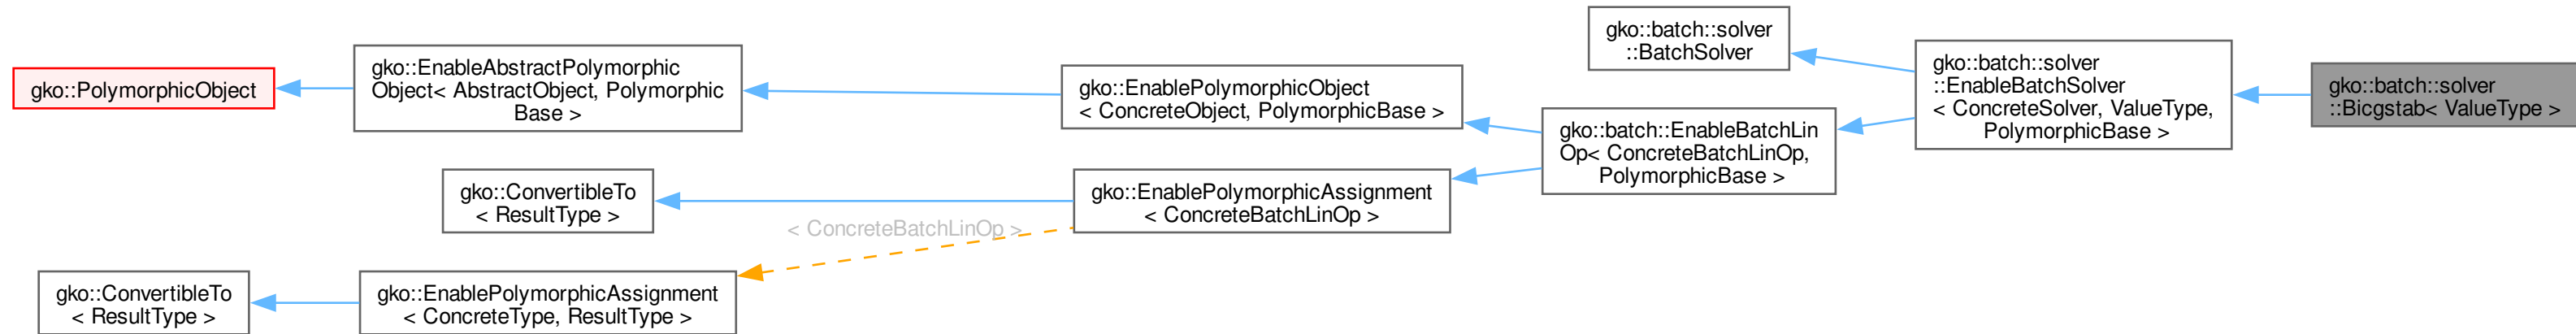 gko::PolymorphicObject
gko::EnableAbstractPolymorphic
Object< AbstractObject, Polymorphic
Base >
gko::EnablePolymorphicObject
< ConcreteObject, PolymorphicBase >
gko::batch::solver
::BatchSolver
gko::batch::solver
::EnableBatchSolver
< ConcreteSolver, ValueType,
PolymorphicBase >
gko::batch::solver
::Bicgstab< ValueType >
gko::batch::EnableBatchLin
Op< ConcreteBatchLinOp,
PolymorphicBase >
gko::ConvertibleTo
< ResultType >
gko::EnablePolymorphicAssignment
< ConcreteBatchLinOp >
< ConcreteBatchLinOp >
gko::ConvertibleTo
< ResultType >
gko::EnablePolymorphicAssignment
< ConcreteType, ResultType >